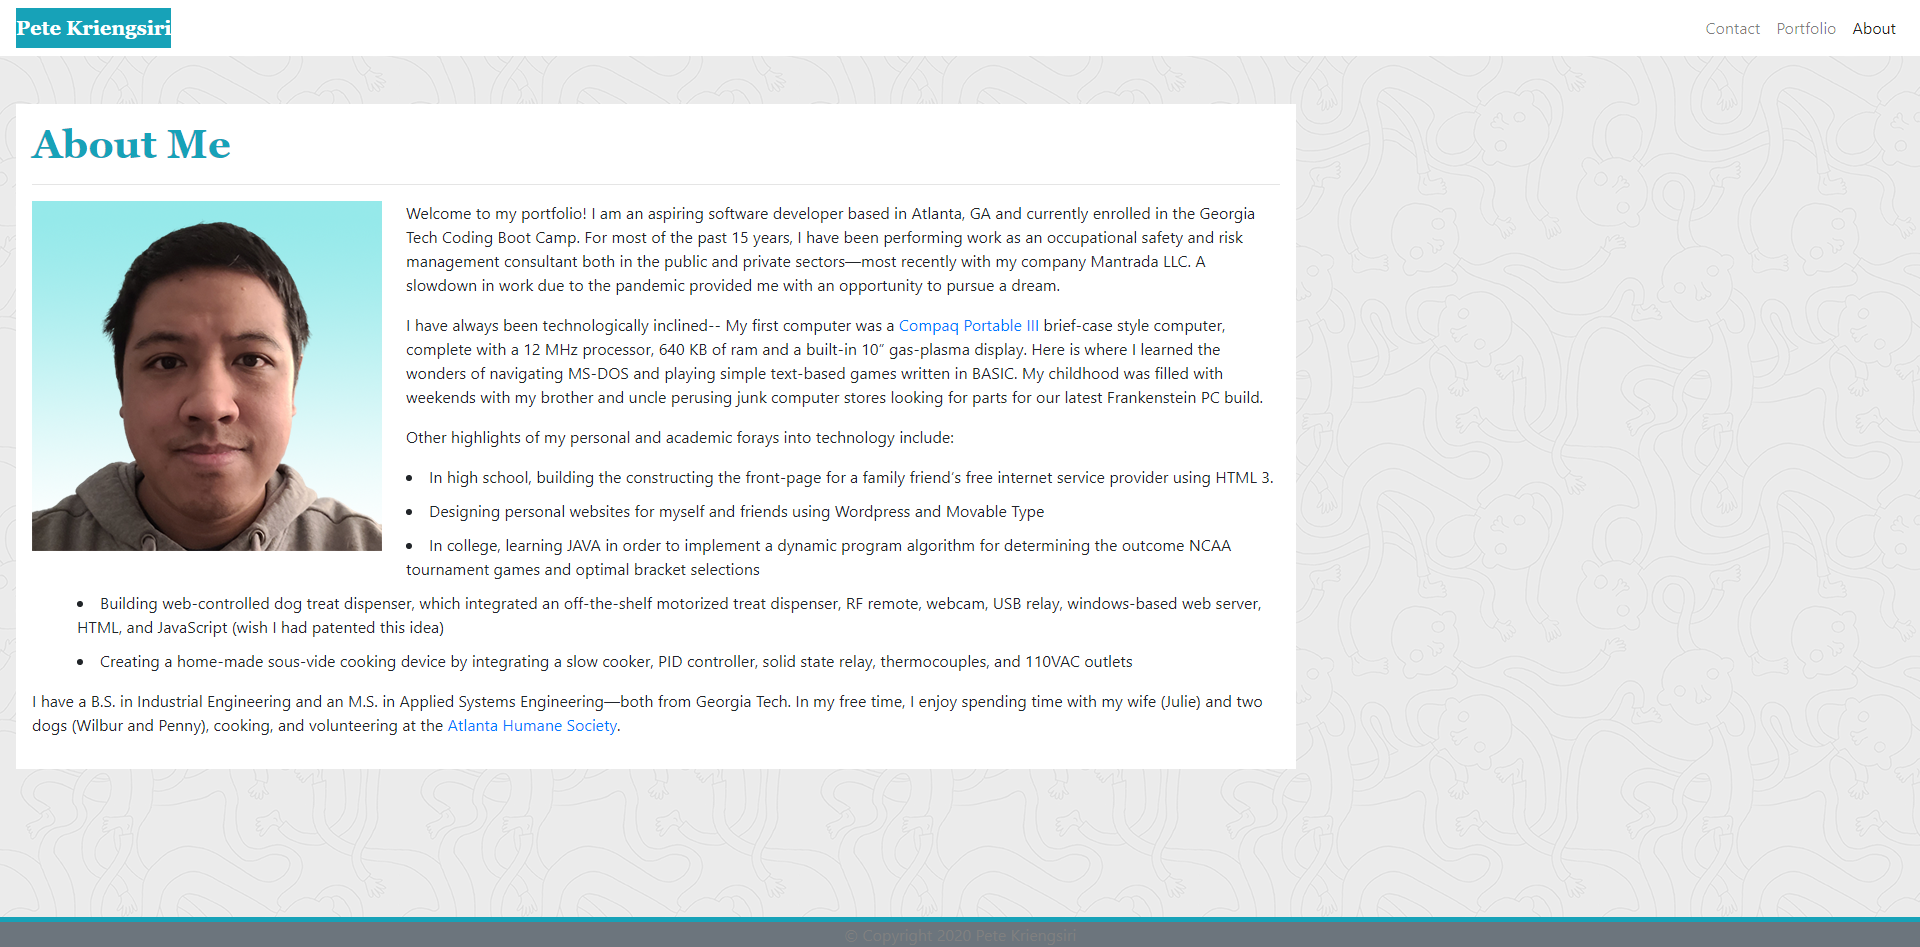 Pete Kriengsiri
Contact Portfolio About
About Me
Welcome to my portfolio! I am an aspiring software developer based in Atlanta, GA and currently enrolled in the Georgia
Tech Coding Boot Camp. For most of the past 15 years, I have been performing work as an occupational safety and risk
management consultant both in the public and private sectors—most recently with my company Mantrada LLC. A
slowdown in work due to the pandemic provided me with an opportunity to pursue a dream.
I have always been technologically inclined-- My first computer was a Compaq Portable III brief-case style computer,
complete with a 12 MHz processor, 640 KB of ram and a built-in 10” gas-plasma display. Here is where I learned the
wonders of navigating MS-DOS and playing simple text-based games written in BASIC. My childhood was filled with
weekends with my brother and uncle perusing junk computer stores looking for parts for our latest Frankenstein PC build.
Other highlights of my personal and academic forays into technology include:
• In high school, building the constructing the front-page for a family friend’s free internet service provider using HTML 3.
• Designing personal websites for myself and friends using Wordpress and Movable Type
• In college, learning JAVA in order to implement a dynamic program algorithm for determining the outcome NCAA
tournament games and optimal bracket selections
• Building web-controlled dog treat dispenser, which integrated an off-the-shelf motorized treat dispenser, RF remote, webcam, USB relay, windows-based web server,
HTML, and JavaScript (wish I had patented this idea)
• Creating a home-made sous-vide cooking device by integrating a slow cooker, PID controller, solid state relay, thermocouples, and 110VAC outlets
I have a B.S. in Industrial Engineering and an M.S. in Applied Systems Engineering—both from Georgia Tech. In my free time, I enjoy spending time with my wife (Julie) and two
dogs (Wilbur and Penny), cooking, and volunteering at the Atlanta Humane Society.
© Copyright 2020 Pete Kriengsiri